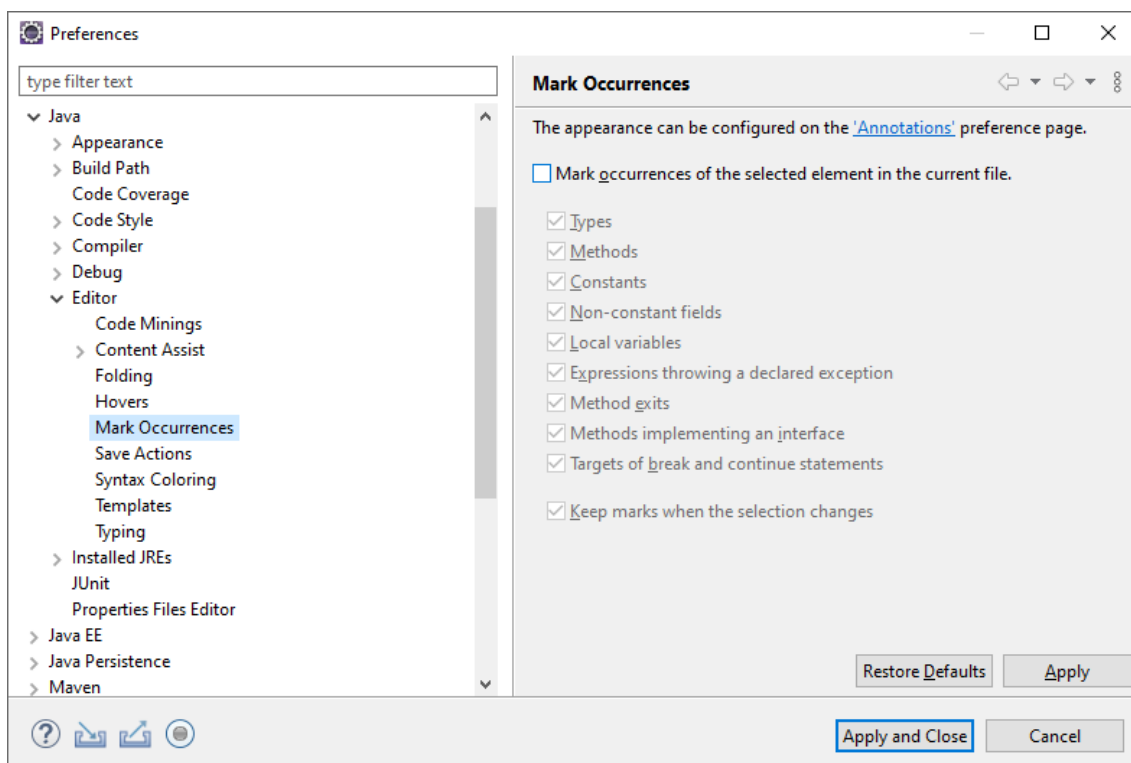 Preferences
type filter text
Java
Appearance
Build Path
Code Coverage
Code Style
Compiler
Debug
Editor
Code Minings
Content Assist
Folding
Hovers
Mark Occurrences
Save Actions
Syntax Coloring
Templates
Typing
Installed JREs
JUnit
Properties Files Editor
Java EE
Java Persistence
Maven
Mark Occurrences
The appearance can be configured on the 'Annotations' preference page.
Mark occurrences of the selected element in the current file.
Types
Methods
Constants
Non-constant fields
Local variables
Expressions throwing a declared exception
Method exits
Methods implementing an interface
Targets of break and continue statements
Keep marks when the selection changes
Restore Defaults
Apply
Apply and Close
Cancel